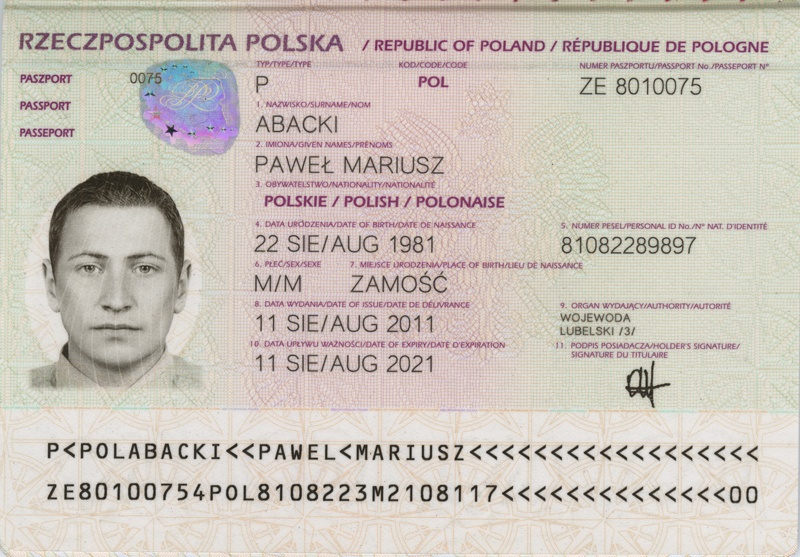 RZECZPOSPOLITA POLSKA / REPUBLIC OF POLAND / RÉPUBLIQUE DE POLOGNE
PASZPORT
PASSPORT
PASSEPORT
0075
TYP/TYPE/TYPE
P
KOD/CODE/CODE
POL
NUMER PASZPORTU/PASSPORT No./PASSEPORT Nº
ZE 8010075
1. NAZWISKO/SURNAME/NOM
ABACKI
2. IMIONA/GIVEN NAMES/PRÉNOMS
PAWEŁ MARIUSZ
3. OBYWATELSTWO/NATIONALITY/NATIONALITÉ
POLSKIE / POLISH / POLONAISE
4. DATA URODZENIA/DATE OF BIRTH/DATE DE NAISSANCE
22 SIE/AUG 1981
5. NUMER PESEL/PERSONAL ID No./Nº NAT. D'IDENTITÉ
81082289897
6. PŁEĆ/SEX/SEXE
M/M
7. MIEJSCE URODZENIA/PLACE OF BIRTH/LIEU DE NAISSANCE
ZAMOŚĆ
8. DATA WYDANIA/DATE OF ISSUE/DATE DE DÉLIVRANCE
11 SIE/AUG 2011
9. ORGAN WYDAJĄCY/AUTHORITY/AUTORITÉ
WOJEWODA
LUBELSKI /3/
10. DATA UPŁYWU WAŻNOŚCI/DATE OF EXPIRY/DATE D'EXPIRATION
11 SIE/AUG 2021
11. PODPIS POSIADACZA/HOLDER'S SIGNATURE/
SIGNATURE DU TITULAIRE
P<POLABACKI<<PAWEL<MARIUSZ<<<<<<<<<<<<<<<<<<
ZE80100754POL8108223M2108117<<<<<<<<<<<<<<00